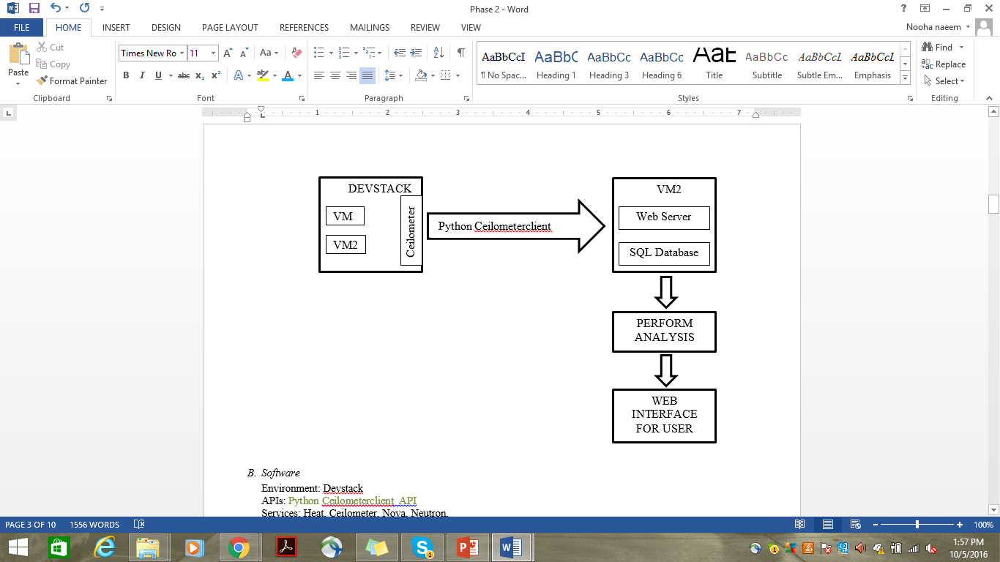 Phase 2 - Word
FILE HOME INSERT DESIGN PAGE LAYOUT REFERENCES MAILINGS REVIEW VIEW
Nooha naeem
Paste
Cut
Copy
Format Painter
Clipboard
Times New Ro 11
Font
Paragraph
AaBbCcI AaBbC AaBbCc AaBbCc AaB AaBbCc AaBbCcI AaBbCcI
¶ No Spac... Heading 1 Heading 3 Heading 6 Title Subtitle Subtle Em... Emphasis
Styles
Find
Replace
Select
Editing
1 2 3 4 5 6 7
DEVSTACK
VM
VM2
Ceilometer
Python Ceilometerclient
VM2
Web Server
SQL Database
PERFORM
ANALYSIS
WEB
INTERFACE
FOR USER
B. Software
Environment: Devstack
APIs: Python Ceilometerclient API
Services: Heat, Ceilometer, Nova, Neutron,
PAGE 3 OF 10 1556 WORDS
100%
1:57 PM
10/5/2016